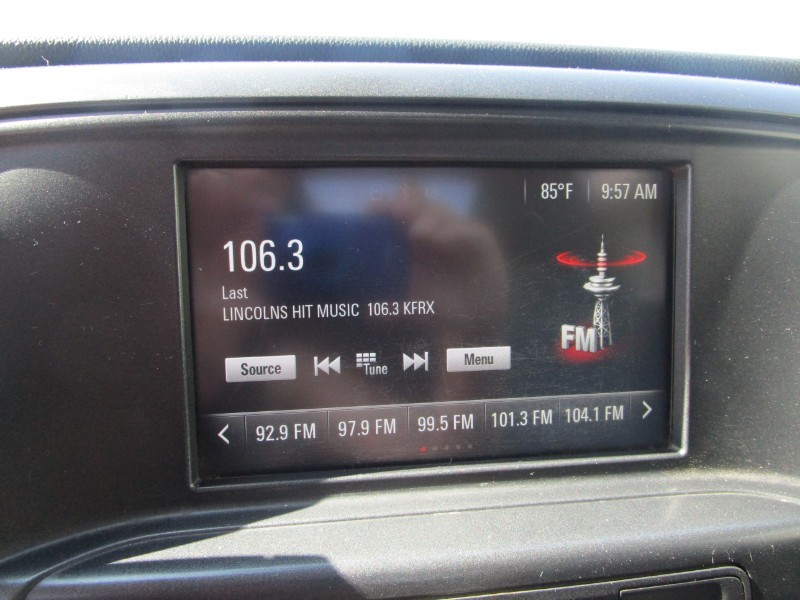 85°F 9:57 AM
106.3
Last
LINCOLNS HIT MUSIC 106.3 KFRX
FM
Source Tune Menu
92.9 FM 97.9 FM 99.5 FM 101.3 FM 104.1 FM